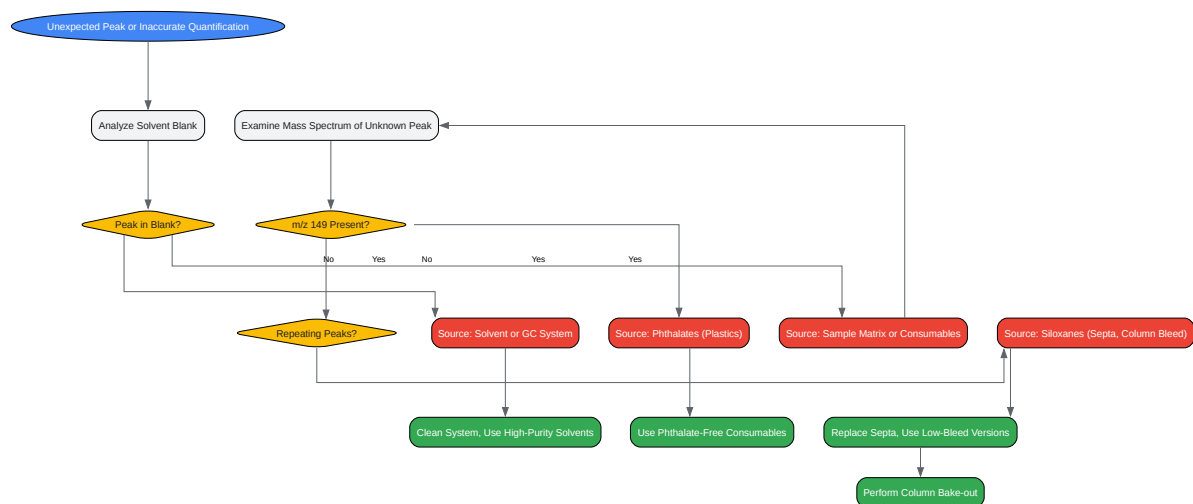 Unexpected Peak or Inaccurate Quantification
Analyze Solvent Blank
Examine Mass Spectrum of Unknown Peak
Peak in Blank?
m/z 149 Present?
No
Yes
No
Yes
Yes
Repeating Peaks?
Source: Solvent or GC System
Source: Phthalates (Plastics)
Source: Sample Matrix or Consumables
Source: Siloxanes (Septa, Column Bleed)
Clean System, Use High-Purity Solvents
Use Phthalate-Free Consumables
Replace Septa, Use Low-Bleed Versions
Perform Column Bake-out